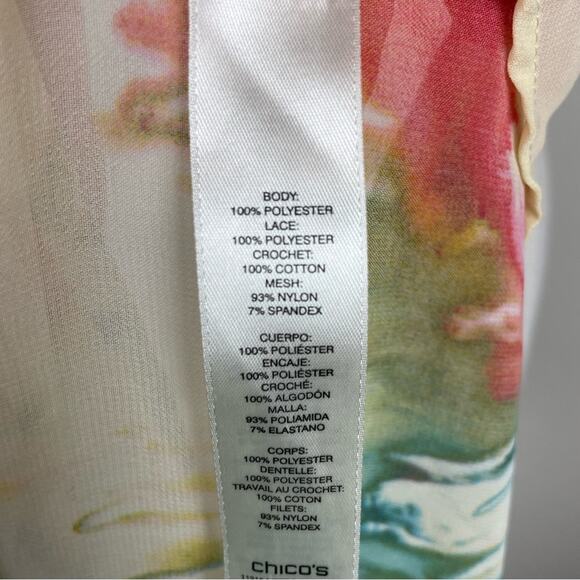 BODY:
100% POLYESTER
LACE:
100% POLYESTER
CROCHET:
100% COTTON
MESH:
93% NYLON
7% SPANDEX
CUERPO:
100% POLIÉSTER
ENCAJE:
100% POLIÉSTER
CROCHÉ:
100% ALGODÓN
MALLA:
93% POLIAMIDA
7% ELASTANO
CORPS:
100% POLYESTER
DENTELLE:
100% POLYESTER
TRAVAIL AU CROCHET:
100% COTON
FILETS:
93% NYLON
7% SPANDEX
CHICO'S